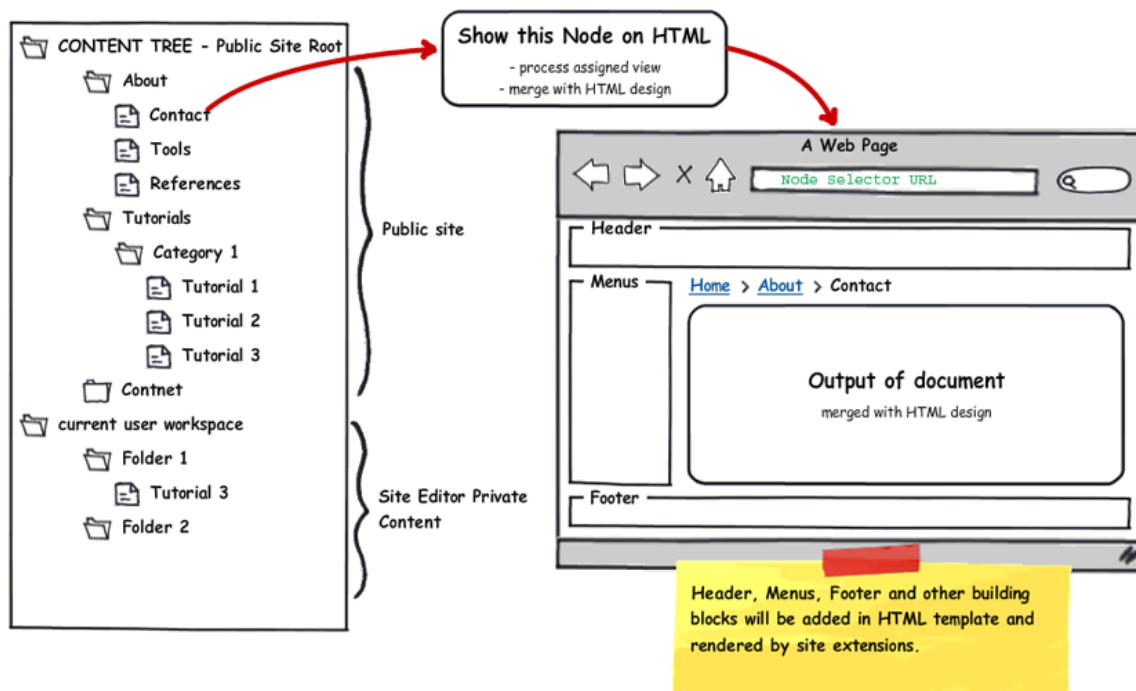 CONTENT TREE - Public Site Root
About
Contact
Tools
References
Tutorials
Category 1
Tutorial 1
Tutorial 2
Tutorial 3
Contnet
current user workspace
Folder 1
Tutorial 3
Folder 2
Public site
Site Editor Private
Content
Show this Node on HTML
- process assigned view
- merge with HTML design
A Web Page
X
Node Selector URL
Header
Menus
Home > About > Contact
Output of document
merged with HTML design
Footer
Header, Menus, Footer and other building
blocks will be added in HTML template and
rendered by site extensions.